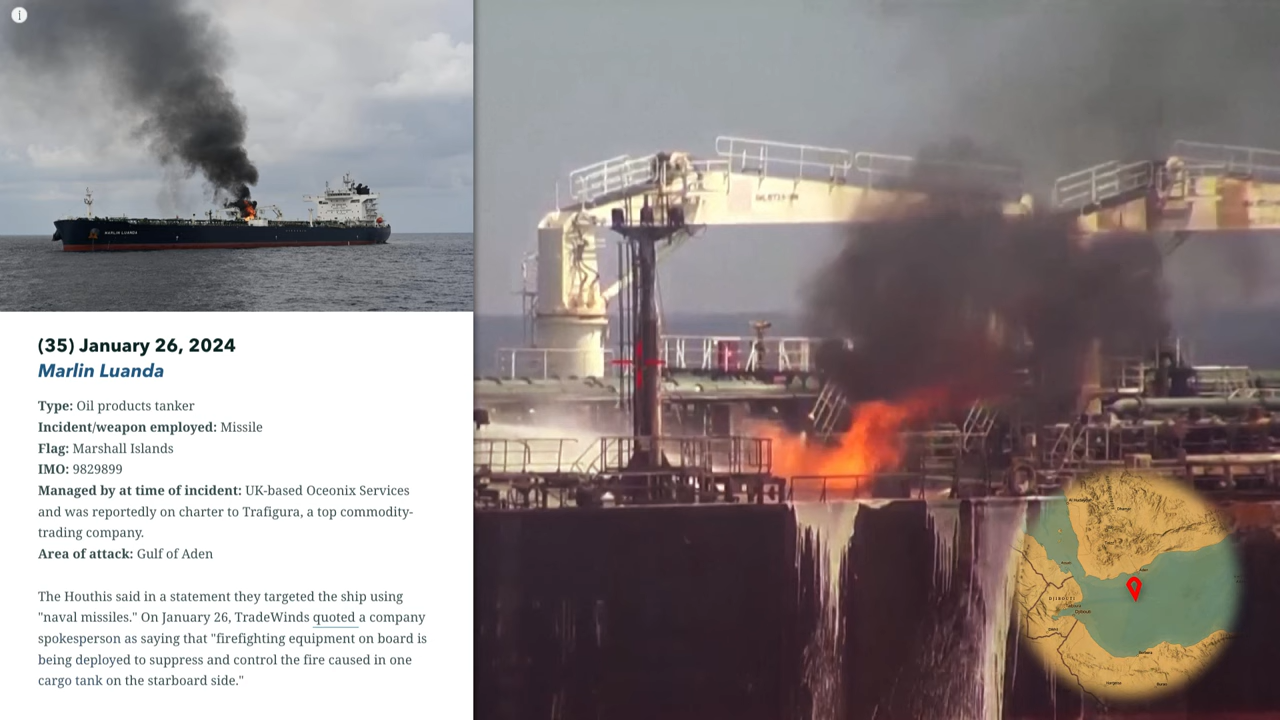 i
MARLIN LUANDA
(35) January 26, 2024
Marlin Luanda
Type: Oil products tanker
Incident/weapon employed: Missile
Flag: Marshall Islands
IMO: 9829899
Managed by at time of incident: UK-based Oceonix Services
and was reportedly on charter to Trafigura, a top commodity-
trading company.
Area of attack: Gulf of Aden
The Houthis said in a statement they targeted the ship using
"naval missiles." On January 26, TradeWinds quoted a company
spokesperson as saying that "firefighting equipment on board is
being deployed to suppress and control the fire caused in one
cargo tank on the starboard side."
Aden
DJIBOUTI
Djibouti